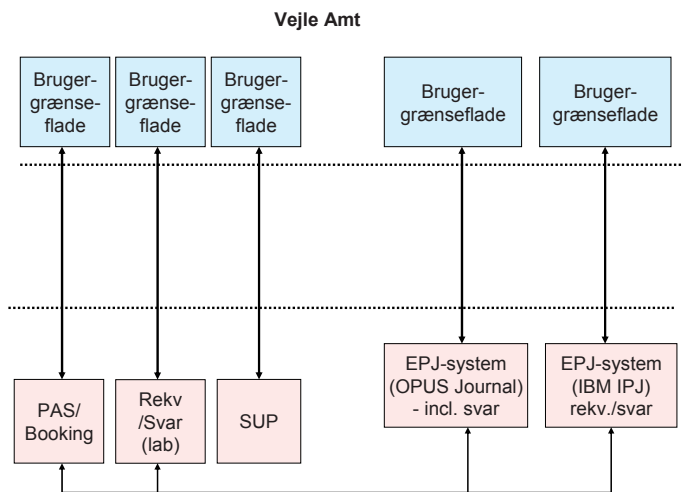 Vejle Amt
Bruger-
grænse-
flade
Bruger-
grænse-
flade
Bruger-
grænse-
flade
Bruger-
grænseflade
Bruger-
grænseflade
PAS/
Booking
Rekv
/Svar
(lab)
SUP
EPJ-system
(OPUS Journal)
- incl. svar
EPJ-system
(IBM IPJ)
rekv./svar